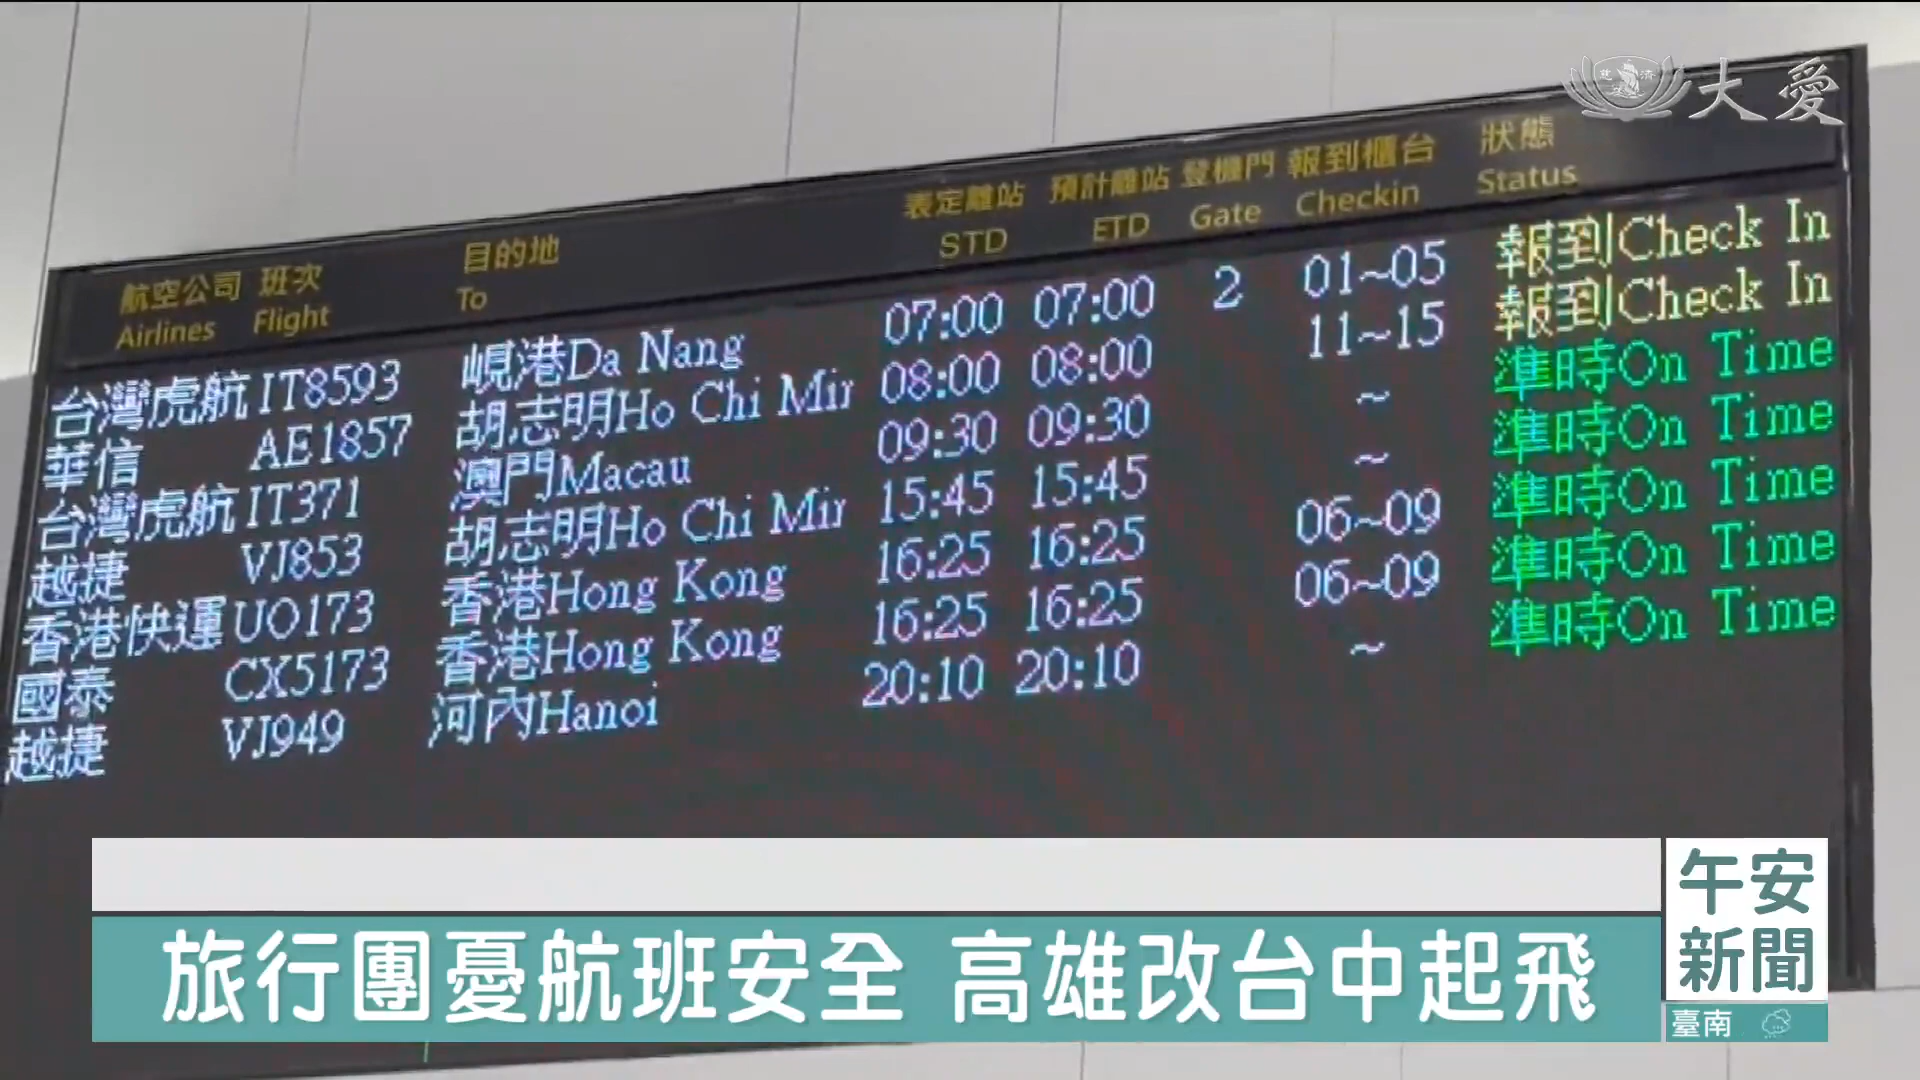 慈濟
大愛
航空公司 班次 目的地 表定離站 預計離站 登機門 報到櫃台 狀態
Airlines Flight To STD ETD Gate Checkin Status
台灣虎航 IT8593 峴港Da Nang 07:00 07:00 2 01~05 報到Check In
華信 AE1857 胡志明Ho Chi Min 08:00 08:00 11~15 報到Check In
台灣虎航 IT371 澳門Macau 09:30 09:30 ~ 準時On Time
越捷 VJ853 胡志明Ho Chi Min 15:45 15:45 ~ 準時On Time
香港快運 UO173 香港Hong Kong 16:25 16:25 06~09 準時On Time
國泰 CX5173 香港Hong Kong 16:25 16:25 06~09 準時On Time
越捷 VJ949 河內Hanoi 20:10 20:10 ~ 準時On Time
旅行團憂航班安全 高雄改台中起飛
午安
新聞
臺南